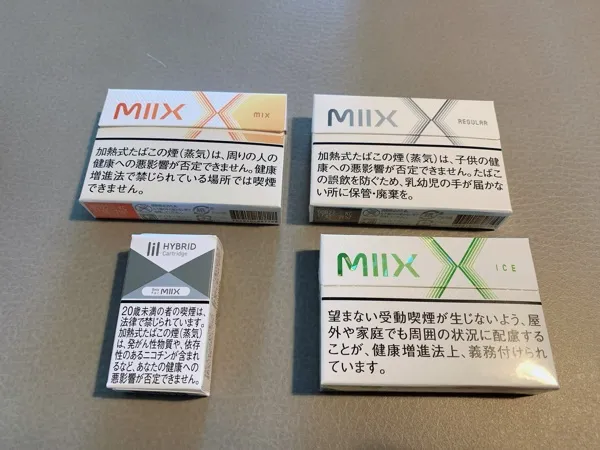 MIIX MIX
加熱式たばこの煙(蒸気)は、周りの人の
健康への悪影響が否定できません。健康
増進法で禁じられている場所では喫煙
できません。
MIIX REGULAR
加熱式たばこの煙(蒸気)は、子供の健
康への悪影響が否定できません。たばこ
の誤飲を防ぐため、乳幼児の手が届かな
い所に保管・廃棄を。
lil HYBRID
Cartridge
MIIX
20歳未満の者の喫煙は、
法律で禁じられています。
加熱式たばこの煙(蒸気)
は、発がん性物質や、依存
性のあるニコチンが含まれ
るなど、あなたの健康への
悪影響が否定できません。
MIIX ICE
望まない受動喫煙が生じないよう、屋
外や家庭でも周囲の状況に配慮する
ことが、健康増進法上、義務付けられ
ています。